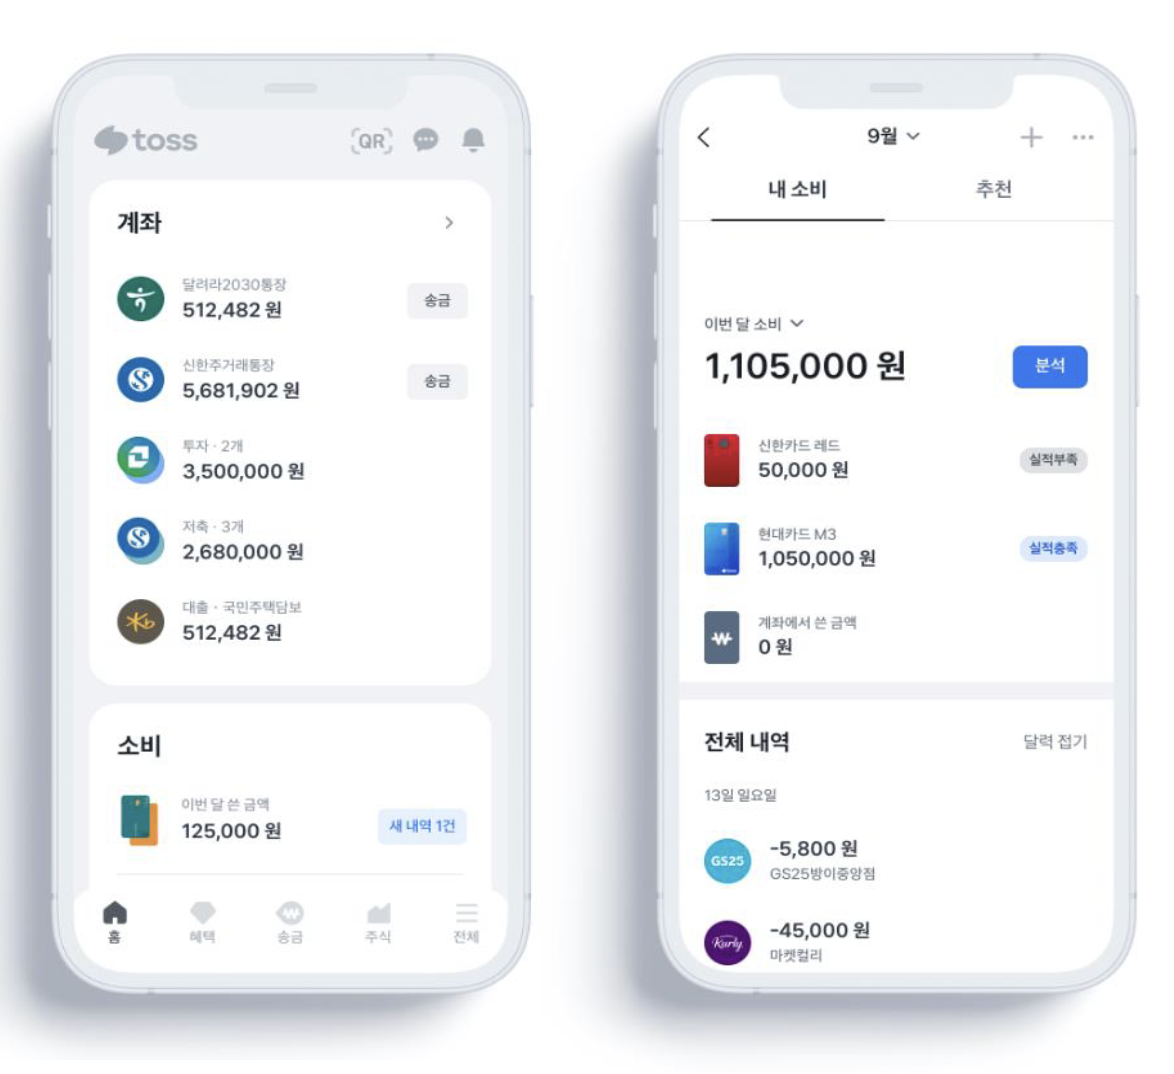 toss
QR
계좌
달려라2030통장
512,482 원
송금
신한주거래통장
5,681,902 원
송금
투자 · 2개
3,500,000 원
저축 · 3개
2,680,000 원
대출 · 국민주택담보
512,482 원
소비
이번 달 쓴 금액
125,000 원
새 내역 1건
홈
혜택
송금
주식
전체
9월
내 소비
추천
이번 달 소비
1,105,000 원
분석
신한카드 레드
50,000 원
실적부족
현대카드 M3
1,050,000 원
실적충족
계좌에서 쓴 금액
0 원
전체 내역
달력 접기
13일 일요일
GS25
-5,800 원
GS25방이중앙점
Kurly
-45,000 원
마켓컬리